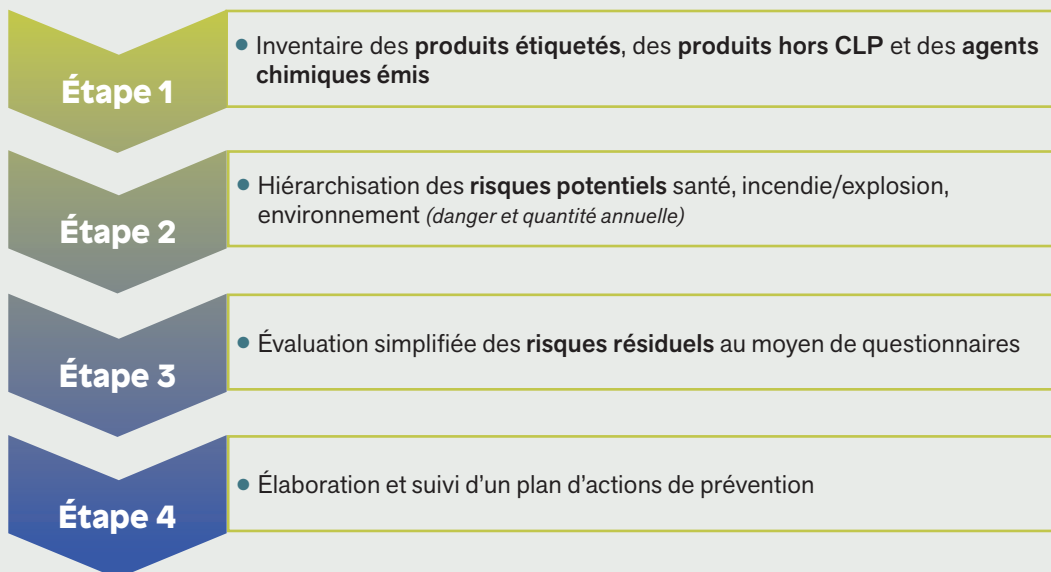 Étape 1
• Inventaire des produits étiquetés, des produits hors CLP et des agents
chimiques émis
Étape 2
• Hiérarchisation des risques potentiels santé, incendie/explosion,
environnement (danger et quantité annuelle)
Étape 3
• Évaluation simplifiée des risques résiduels au moyen de questionnaires
Étape 4
• Élaboration et suivi d’un plan d’actions de prévention